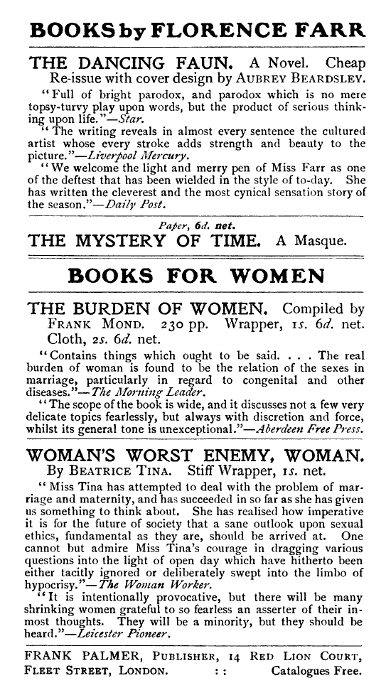 BOOKS by FLORENCE FARR
THE DANCING FAUN. A Novel. Cheap
Re-issue with cover design by AUBREY BEARDSLEY.
"Full of bright parodox, and parodox which is no mere
topsy-turvy play upon words, but the product of serious think-
ing upon life."—Star.
"The writing reveals in almost every sentence the cultured
artist whose every stroke adds strength and beauty to the
picture."—Liverpool Mercury.
"We welcome the light and merry pen of Miss Farr as one
of the deftest that has been wielded in the style of to-day. She
has written the cleverest and the most cynical sensation story of
the season."—Daily Post.
Paper, 6d. net.
THE MYSTERY OF TIME. A Masque.
BOOKS FOR WOMEN
THE BURDEN OF WOMEN. Compiled by
FRANK MOND. 230 pp. Wrapper, 1s. 6d. net.
Cloth, 2s. 6d. net.
"Contains things which ought to be said. . . . The real
burden of woman is found to be the relation of the sexes in
marriage, particularly in regard to congenital and other
diseases."—The Morning Leader.
"The scope of the book is wide, and it discusses not a few very
delicate topics fearlessly, but always with discretion and force,
whilst its general tone is unexceptional."—Aberdeen Free Press.
WOMAN'S WORST ENEMY, WOMAN.
By BEATRICE TINA. Stiff Wrapper, 1s. net.
"Miss Tina has attempted to deal with the problem of mar-
riage and maternity, and has succeeded in so far as she has given
us something to think about. She has realised how imperative
it is for the future of society that a sane outlook upon sexual
ethics, fundamental as they are, should be arrived at. One
cannot but admire Miss Tina's courage in dragging various
questions into the light of open day which have hitherto been
either tacitly ignored or deliberately swept into the limbo of
hypocrisy."—The Woman Worker.
"It is intentionally provocative, but there will be many
shrinking women grateful to so fearless an asserter of their in-
most thoughts. They will be a minority, but they should be
heard."—Leicester Pioneer.
FRANK PALMER, PUBLISHER, 14 RED LION COURT,
FLEET STREET, LONDON. : : Catalogues Free.